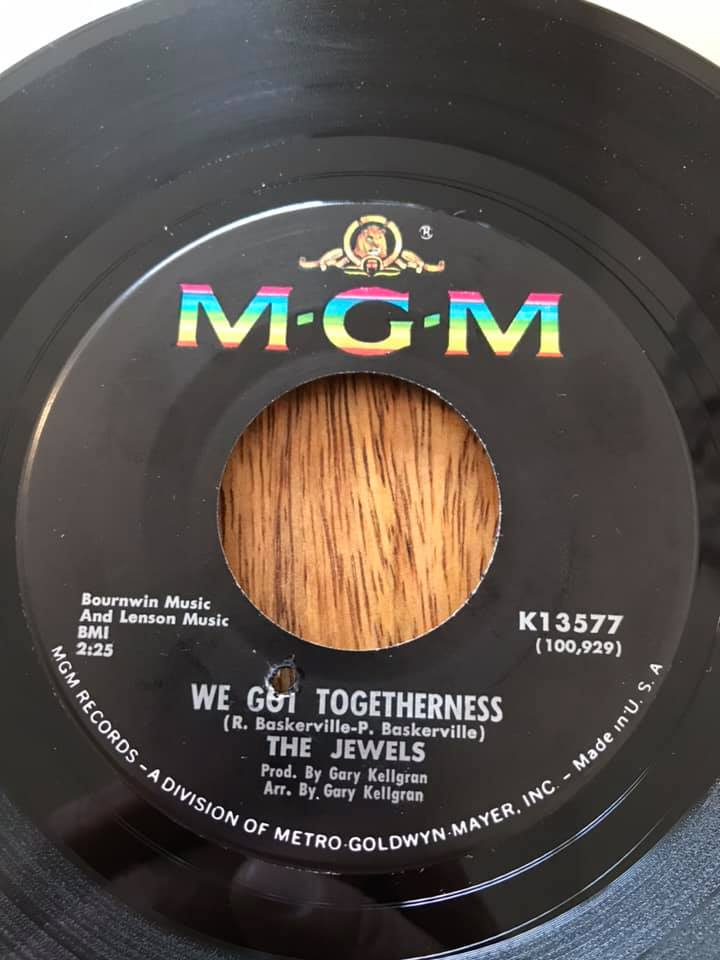 ®
M·G·M
Bournwin Music
And Lenson Music
BMI
2:25
K13577
(100,929)
WE GOT TOGETHERNESS
(R. Baskerville-P. Baskerville)
THE JEWELS
Prod. By Gary Kellgran
Arr. By. Gary Kellgran
MGM RECORDS – A DIVISION OF METRO-GOLDWYN-MAYER, INC. – Made in U. S. A